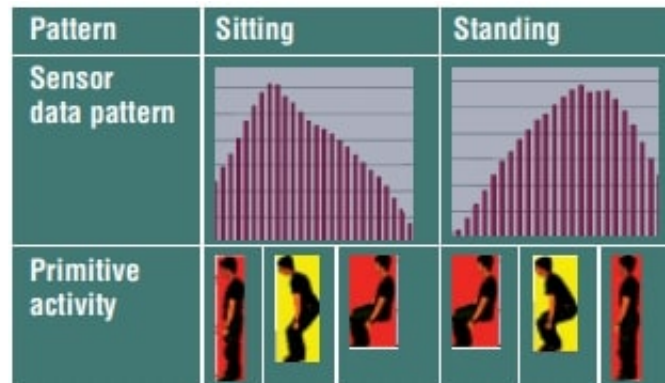 Pattern
Sitting
Standing
Sensor
data pattern
Primitive
activity